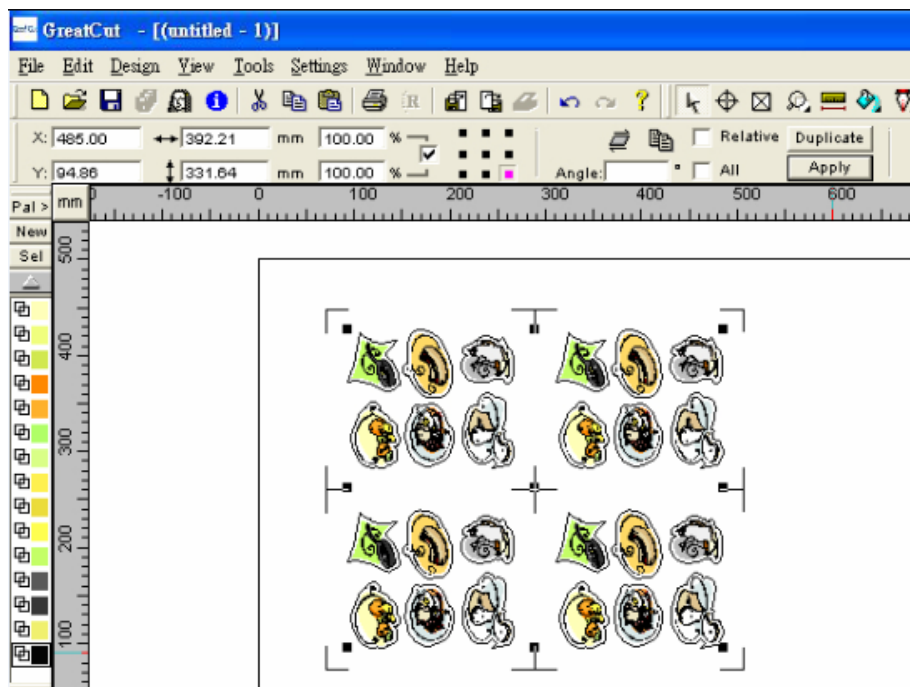 GreatCut - [(untitled - 1)]
File Edit Design View Tools Settings Window Help
X: 485.00 392.21 mm 100.00 % Relative Duplicate
Y: 94.86 331.64 mm 100.00 % Angle: ° All Apply
Pal > mm -100 0 100 200 300 400 500 600
New
Sel
500
400
300
200
100